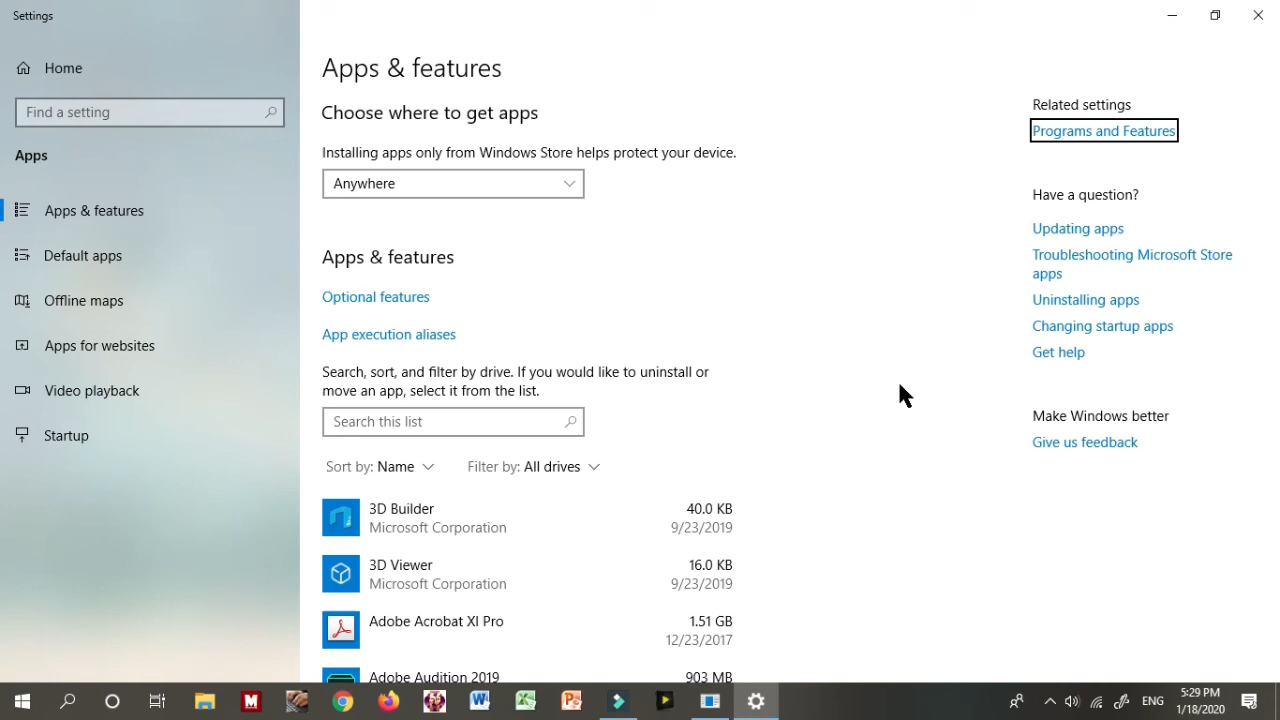 Settings
Home
Find a setting
Apps
Apps & features
Default apps
Offline maps
Apps for websites
Video playback
Startup
Apps & features
Choose where to get apps
Installing apps only from Windows Store helps protect your device.
Anywhere
Apps & features
Optional features
App execution aliases
Search, sort, and filter by drive. If you would like to uninstall or
move an app, select it from the list.
Search this list
Sort by: Name Filter by: All drives
3D Builder 40.0 KB
Microsoft Corporation 9/23/2019
3D Viewer 16.0 KB
Microsoft Corporation 9/23/2019
Adobe Acrobat XI Pro 1.51 GB
12/23/2017
Adobe Audition 2019 903 MB
Related settings
Programs and Features
Have a question?
Updating apps
Troubleshooting Microsoft Store
apps
Uninstalling apps
Changing startup apps
Get help
Make Windows better
Give us feedback
ENG
5:29 PM
1/18/2020